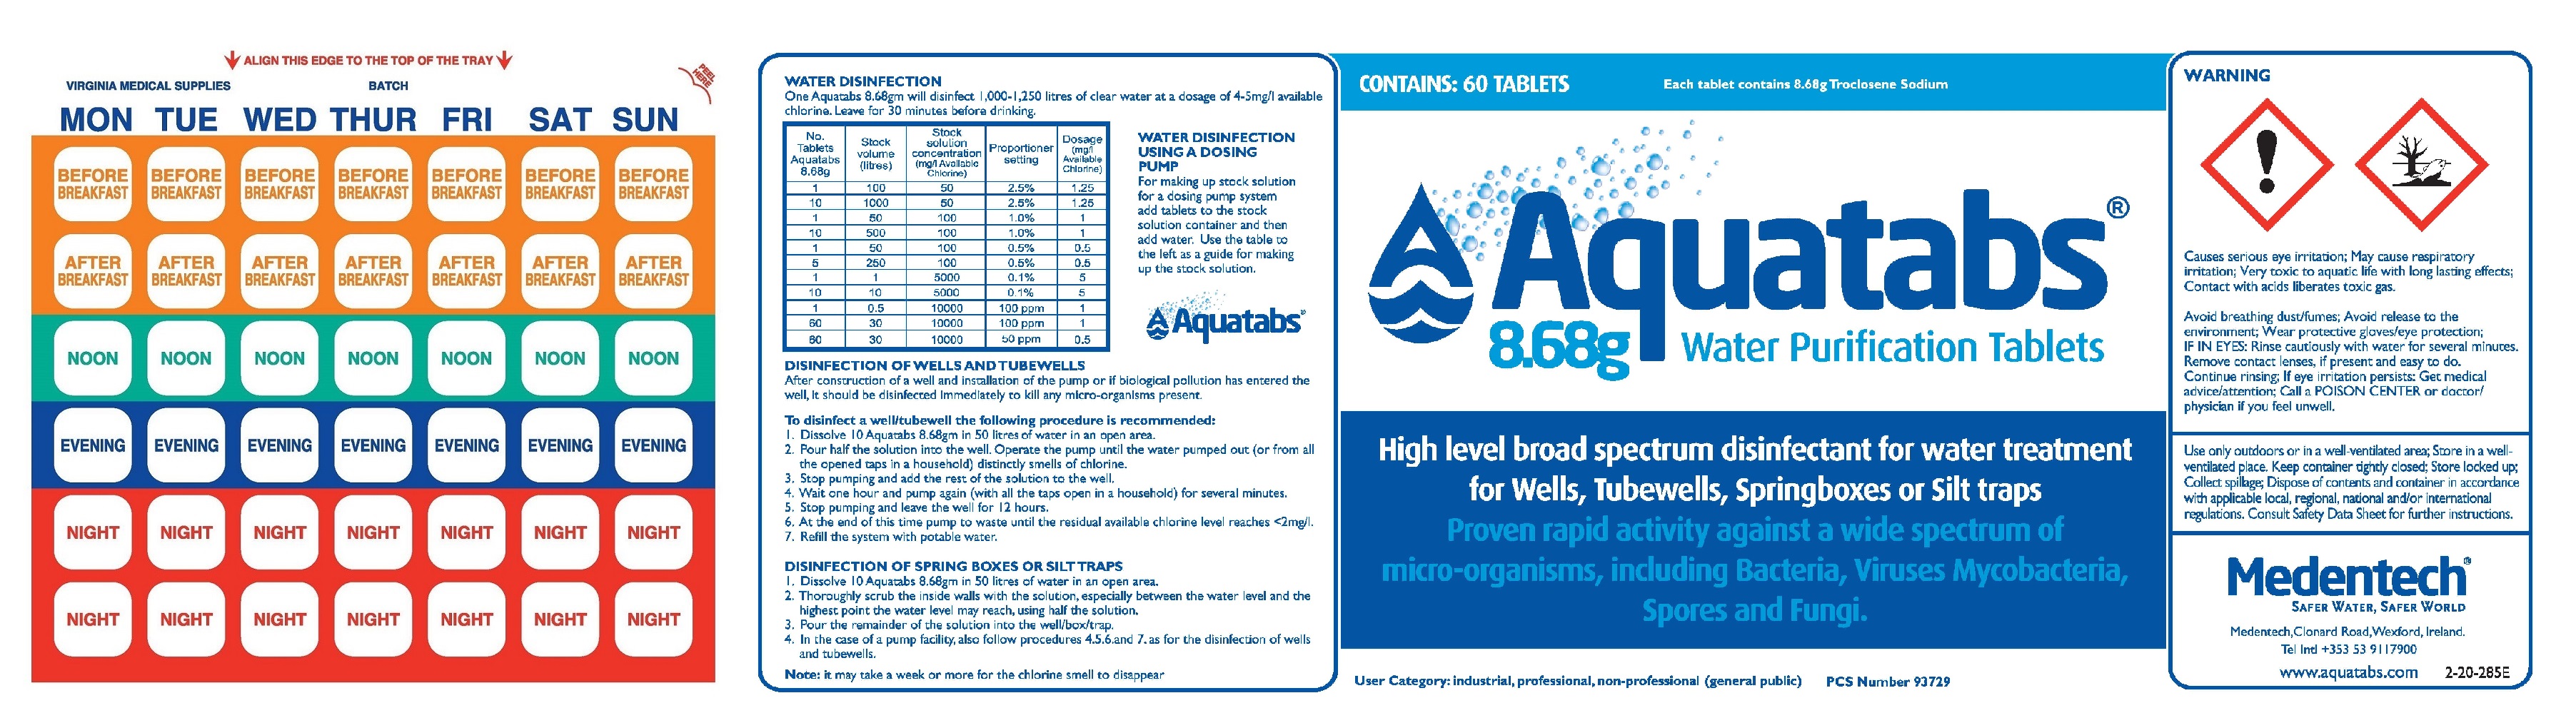 ALIGN THIS EDGE TO THE TOP OF THE TRAY
PEEL
HERE
VIRGINIA MEDICAL SUPPLIES BATCH
MON TUE WED THUR FRI SAT SUN
BEFORE BEFORE BEFORE BEFORE BEFORE BEFORE BEFORE
BREAKFAST BREAKFAST BREAKFAST BREAKFAST BREAKFAST BREAKFAST BREAKFAST
AFTER AFTER AFTER AFTER AFTER AFTER AFTER
BREAKFAST BREAKFAST BREAKFAST BREAKFAST BREAKFAST BREAKFAST BREAKFAST
NOON NOON NOON NOON NOON NOON NOON
EVENING EVENING EVENING EVENING EVENING EVENING EVENING
NIGHT NIGHT NIGHT NIGHT NIGHT NIGHT NIGHT
NIGHT NIGHT NIGHT NIGHT NIGHT NIGHT NIGHT
WATER DISINFECTION
One Aquatabs 8.68gm will disinfect 1,000-1,250 litres of clear water at a dosage of 4-5mg/l available
chlorine. Leave for 30 minutes before drinking.
No.
Tablets
Aquatabs
8.68g
Stock
volume
(litres)
Stock
solution
concentration
(mg/l Available
Chlorine)
Proportioner
setting
Dosage
(mg/l
Available
Chlorine)
1 100 50 2.5% 1.25
10 1000 50 2.5% 1.25
1 50 100 1.0% 1
10 500 100 1.0% 1
1 50 100 0.5% 0.5
5 250 100 0.5% 0.5
1 1 5000 0.1% 5
10 10 5000 0.1% 5
1 0.5 10000 100 ppm 1
60 30 10000 100 ppm 1
60 30 10000 50 ppm 0.5
WATER DISINFECTION
USING A DOSING
PUMP
For making up stock solution
for a dosing pump system
add tablets to the stock
solution container and then
add water. Use the table to
the left as a guide for making
up the stock solution.
Aquatabs®
DISINFECTION OF WELLS AND TUBEWELLS
After construction of a well and installation of the pump or if biological pollution has entered the
well, it should be disinfected immediately to kill any micro-organisms present.
To disinfect a well/tubewell the following procedure is recommended:
1. Dissolve 10 Aquatabs 8.68gm in 50 litres of water in an open area.
2. Pour half the solution into the well. Operate the pump until the water pumped out (or from all
the opened taps in a household) distinctly smells of chlorine.
3. Stop pumping and add the rest of the solution to the well.
4. Wait one hour and pump again (with all the taps open in a household) for several minutes.
5. Stop pumping and leave the well for 12 hours.
6. At the end of this time pump to waste until the residual available chlorine level reaches <2mg/l.
7. Refill the system with potable water.
DISINFECTION OF SPRING BOXES OR SILT TRAPS
1. Dissolve 10 Aquatabs 8.68gm in 50 litres of water in an open area.
2. Thoroughly scrub the inside walls with the solution, especially between the water level and the
highest point the water level may reach, using half the solution.
3. Pour the remainder of the solution into the well/box/trap.
4. In the case of a pump facility, also follow procedures 4.5.6.and 7. as for the disinfection of wells
and tubewells.
Note: it may take a week or more for the chlorine smell to disappear
CONTAINS: 60 TABLETS Each tablet contains 8.68g Troclosene Sodium
Aquatabs®
8.68g Water Purification Tablets
High level broad spectrum disinfectant for water treatment
for Wells, Tubewells, Springboxes or Silt traps
Proven rapid activity against a wide spectrum of
micro-organisms, including Bacteria, Viruses Mycobacteria,
Spores and Fungi.
User Category: industrial, professional, non-professional (general public) PCS Number 93729
WARNING
Causes serious eye irritation; May cause respiratory
irritation; Very toxic to aquatic life with long lasting effects;
Contact with acids liberates toxic gas.
Avoid breathing dust/fumes; Avoid release to the
environment; Wear protective gloves/eye protection;
IF IN EYES: Rinse cautiously with water for several minutes.
Remove contact lenses, if present and easy to do.
Continue rinsing; If eye irritation persists: Get medical
advice/attention; Call a POISON CENTER or doctor/
physician if you feel unwell.
Use only outdoors or in a well-ventilated area; Store in a well-
ventilated place. Keep container tightly closed; Store locked up;
Collect spillage; Dispose of contents and container in accordance
with applicable local, regional, national and/or international
regulations. Consult Safety Data Sheet for further instructions.
Medentech®
SAFER WATER, SAFER WORLD
Medentech, Clonard Road, Wexford, Ireland.
Tel Intl +353 53 9117900
www.aquatabs.com 2-20-285E